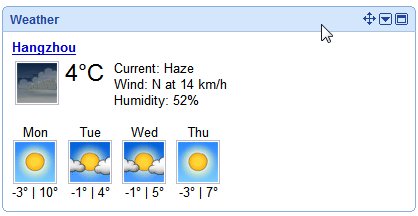 Weather
Hangzhou
4°C
Current: Haze
Wind: N at 14 km/h
Humidity: 52%
Mon Tue Wed Thu
-3° | 10° -1° | 4° -1° | 5° -3° | 7°